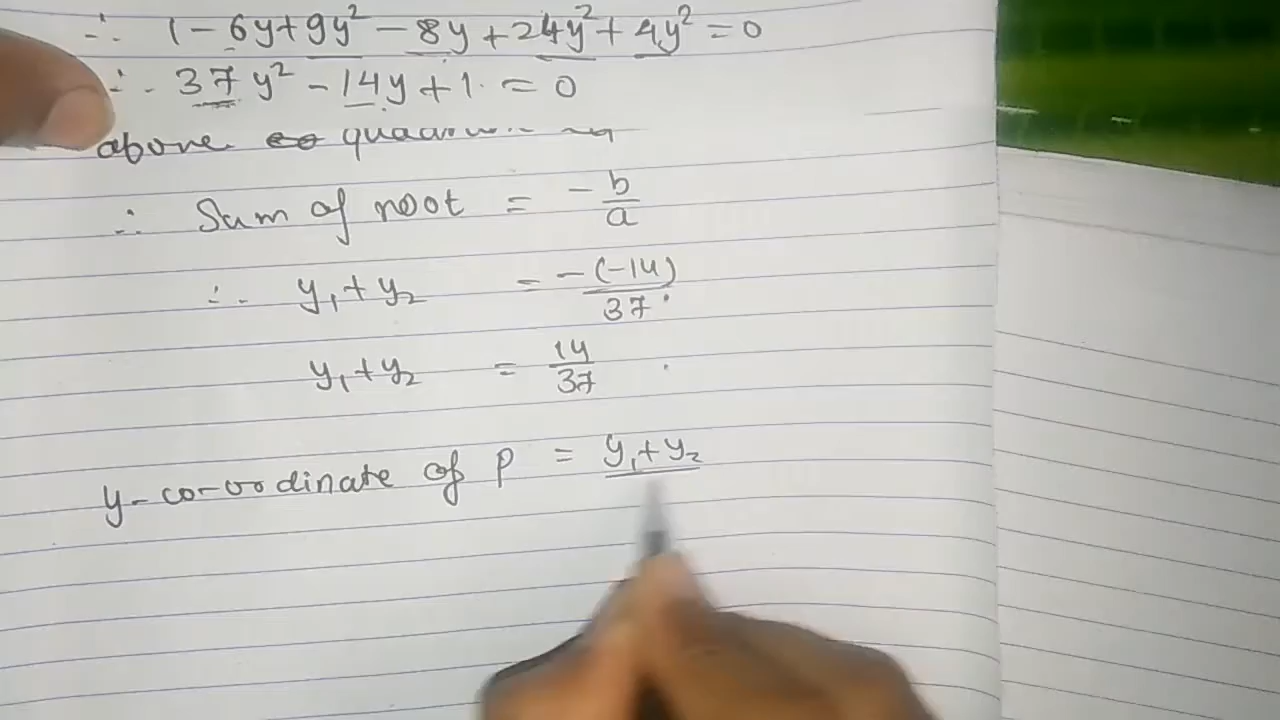 ∴ 1 - 6y + 9y² - 8y + 24y² + 4y² = 0
∴ 37y² - 14y + 1 = 0
above
∴ Sum of root = -b/a
∴ y₁ + y₂ = -(-14)/37
y₁ + y₂ = 14/37
y-co-ordinate of P = y₁ + y₂